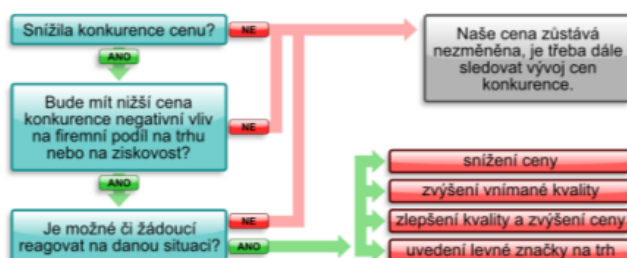 Snížila konkurence cenu?
NE
ANO
Bude mít nižší cena
konkurence negativní vliv
na firemní podíl na trhu
nebo na ziskovost?
NE
ANO
Je možné či žádoucí
reagovat na danou situaci?
NE
ANO
Naše cena zůstává
nezměněna, je třeba dále
sledovat vývoj cen
konkurence.
snížení ceny
zvýšení vnímané kvality
zlepšení kvality a zvýšení ceny
uvedení levné značky na trh